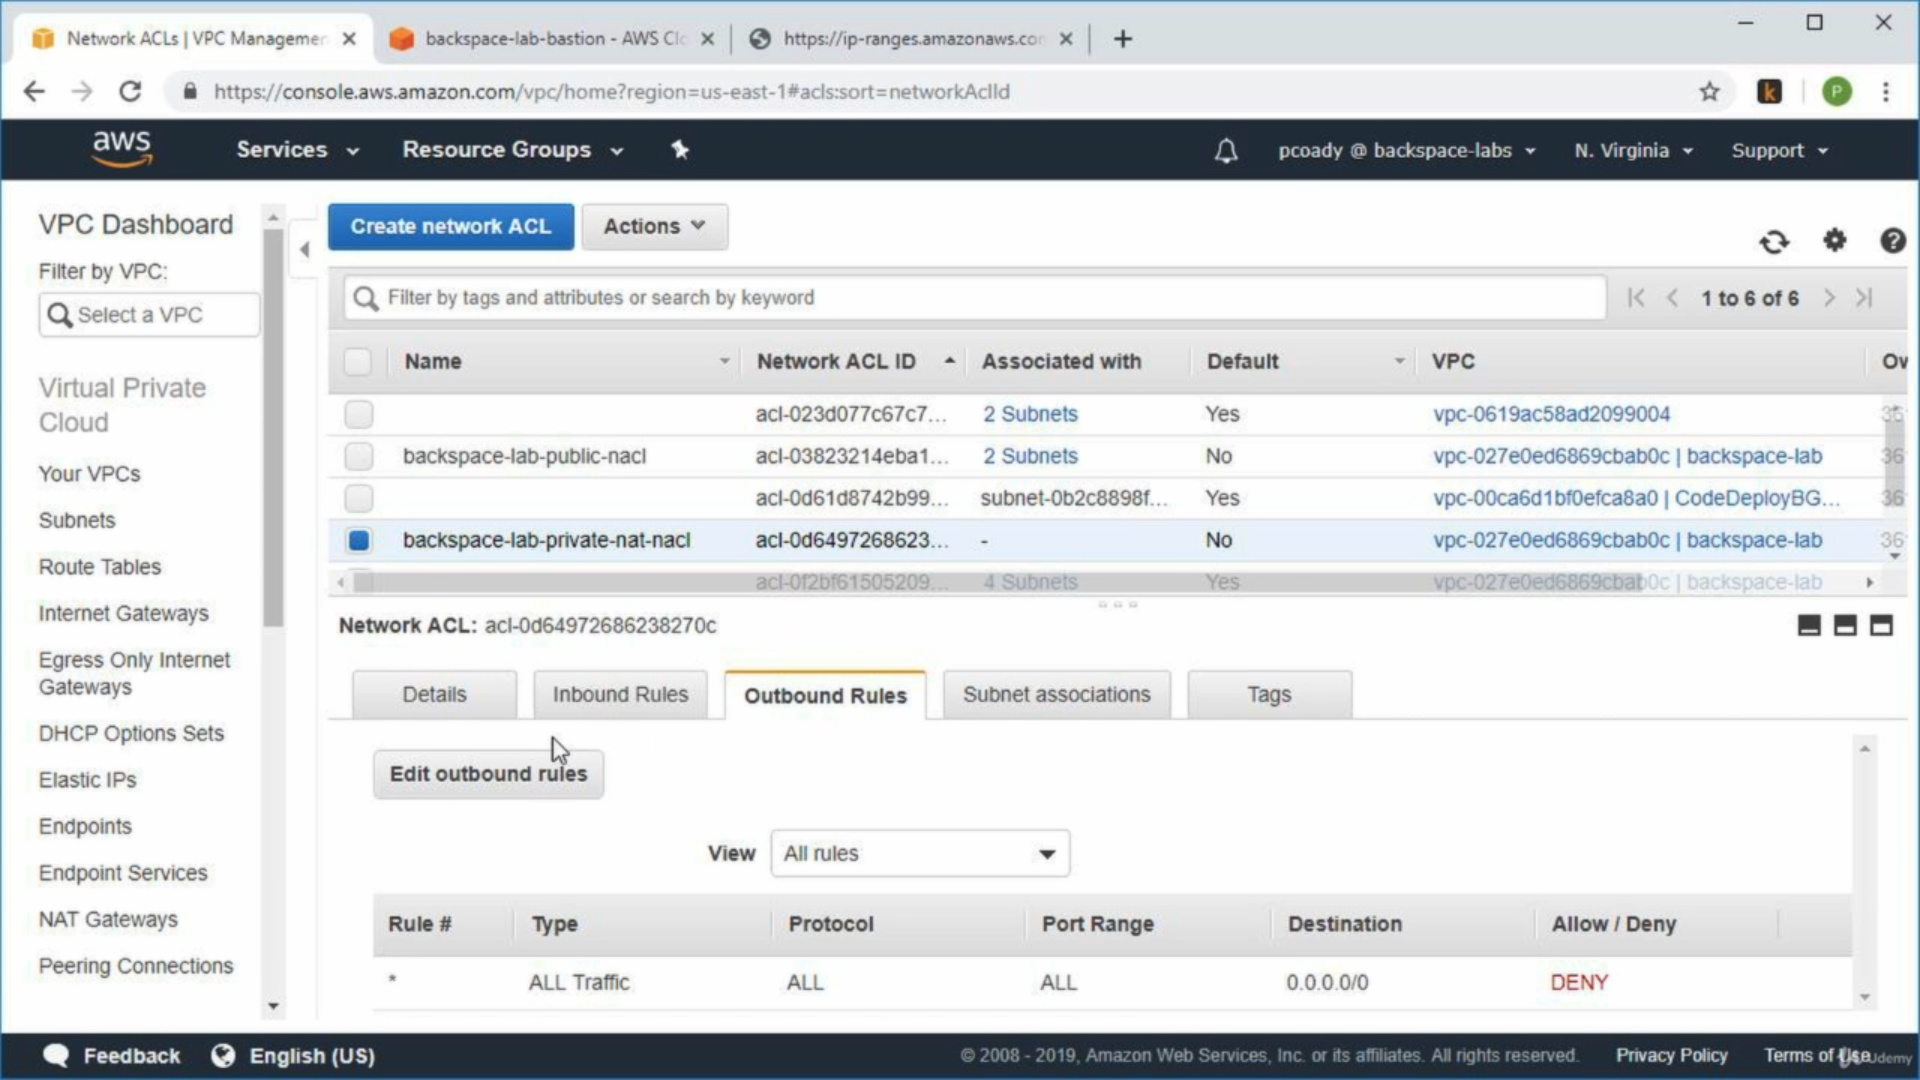 Network ACLs | VPC Managemen
backspace-lab-bastion - AWS Clo
https://ip-ranges.amazonaws.com
https://console.aws.amazon.com/vpc/home?region=us-east-1#acls:sort=networkAclId
k
P
aws
Services
Resource Groups
pcoady @ backspace-labs
N. Virginia
Support
VPC Dashboard
Filter by VPC:
Select a VPC
Virtual Private
Cloud
Your VPCs
Subnets
Route Tables
Internet Gateways
Egress Only Internet
Gateways
DHCP Options Sets
Elastic IPs
Endpoints
Endpoint Services
NAT Gateways
Peering Connections
Create network ACL
Actions
Filter by tags and attributes or search by keyword
1 to 6 of 6
Name Network ACL ID Associated with Default VPC Ow
acl-023d077c67c7... 2 Subnets Yes vpc-0619ac58ad2099004 36
backspace-lab-public-nacl acl-03823214eba1... 2 Subnets No vpc-027e0ed6869cbab0c | backspace-lab 36
acl-0d61d8742b99... subnet-0b2c8898f... Yes vpc-00ca6d1bf0efca8a0 | CodeDeployBG... 36
backspace-lab-private-nat-nacl acl-0d6497268623... - No vpc-027e0ed6869cbab0c | backspace-lab 36
acl-0f2bf61505209... 4 Subnets Yes vpc-027e0ed6869cbab0c | backspace-lab
Network ACL: acl-0d64972686238270c
Details
Inbound Rules
Outbound Rules
Subnet associations
Tags
Edit outbound rules
View All rules
Rule # Type Protocol Port Range Destination Allow / Deny
* ALL Traffic ALL ALL 0.0.0.0/0 DENY
Feedback
English (US)
© 2008 - 2019, Amazon Web Services, Inc. or its affiliates. All rights reserved.
Privacy Policy
Terms of Use
Udemy